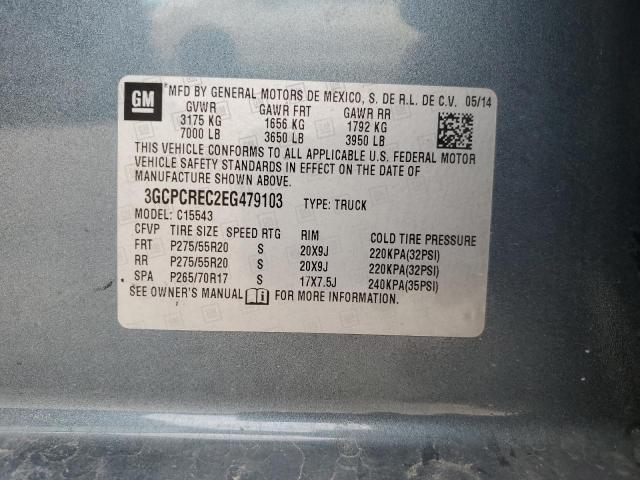 GM
MFD BY GENERAL MOTORS DE MEXICO, S. DE R.L. DE C.V. 05/14
GVWR GAWR FRT GAWR RR
3175 KG 1656 KG 1792 KG
7000 LB 3650 LB 3950 LB
THIS VEHICLE CONFORMS TO ALL APPLICABLE U.S. FEDERAL MOTOR
VEHICLE SAFETY STANDARDS IN EFFECT ON THE DATE OF
MANUFACTURE SHOWN ABOVE.
3GCPCREC2EG479103 TYPE: TRUCK
MODEL: C15543
CFVP TIRE SIZE SPEED RTG RIM COLD TIRE PRESSURE
FRT P275/55R20 S 20X9J 220KPA(32PSI)
RR P275/55R20 S 20X9J 220KPA(32PSI)
SPA P265/70R17 S 17X7.5J 240KPA(35PSI)
SEE OWNER'S MANUAL FOR MORE INFORMATION.